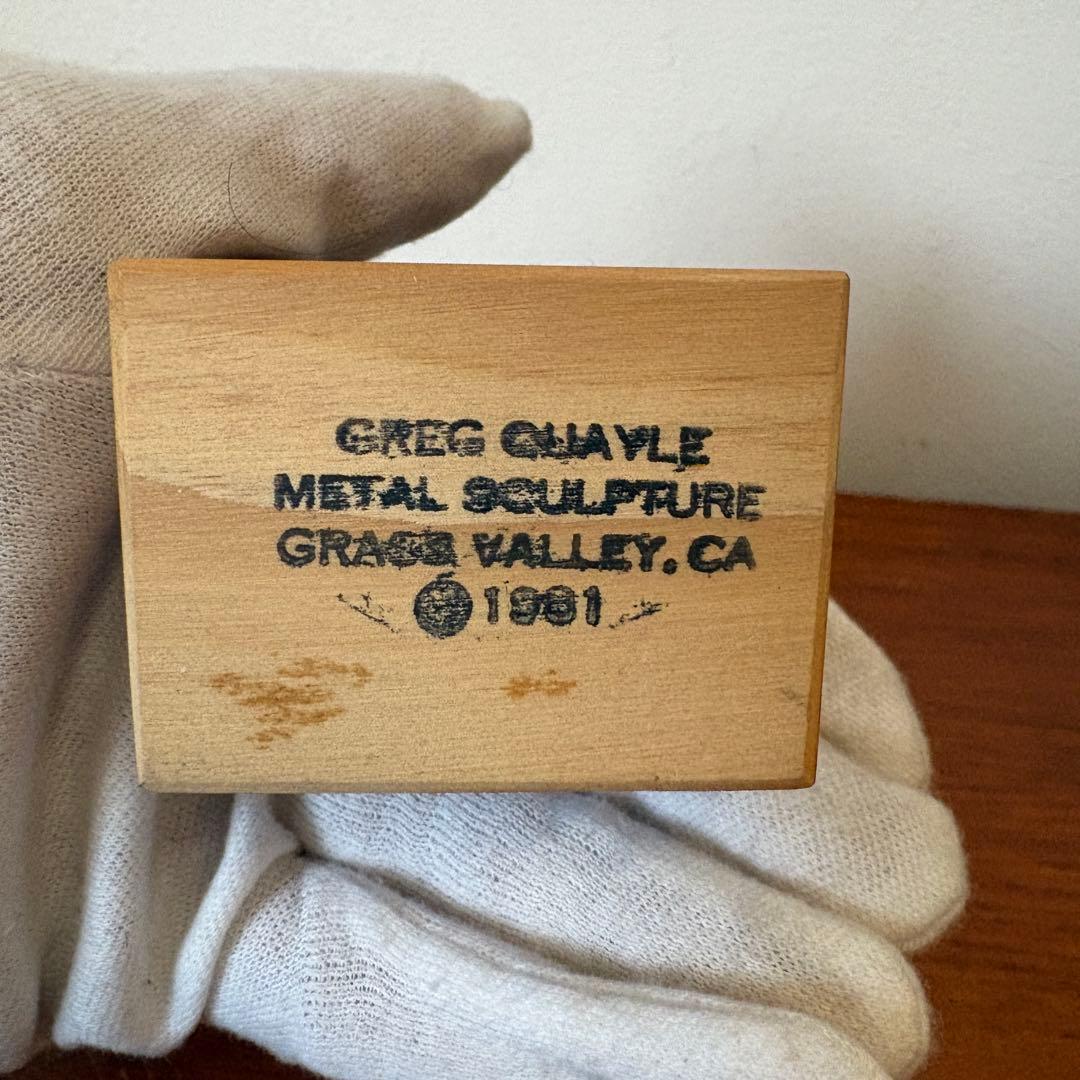 GREG QUAYLE
METAL SCULPTURE
GRASS VALLEY, CA
© 1981